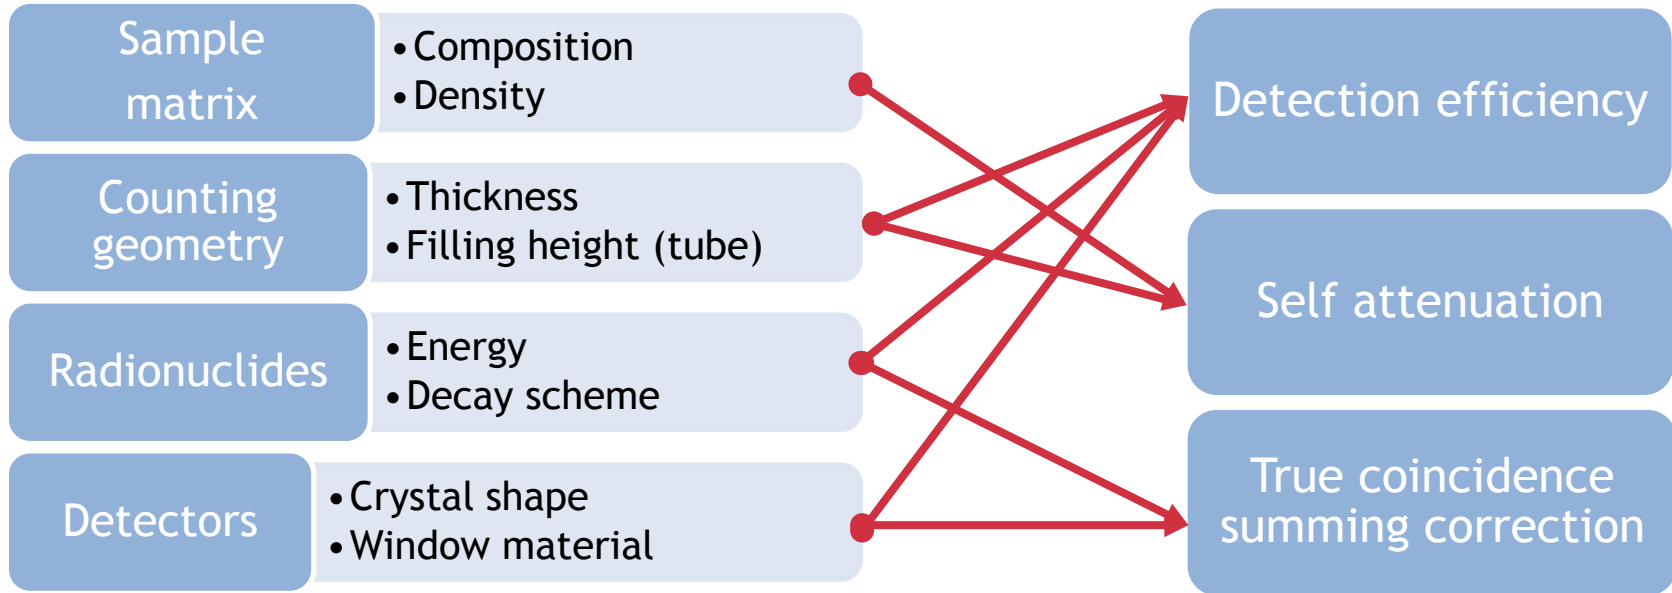 Sample
matrix
•Composition
•Density
Counting
geometry
•Thickness
•Filling height (tube)
Radionuclides
•Energy
•Decay scheme
Detectors
•Crystal shape
•Window material
Detection efficiency
Self attenuation
True coincidence
summing correction